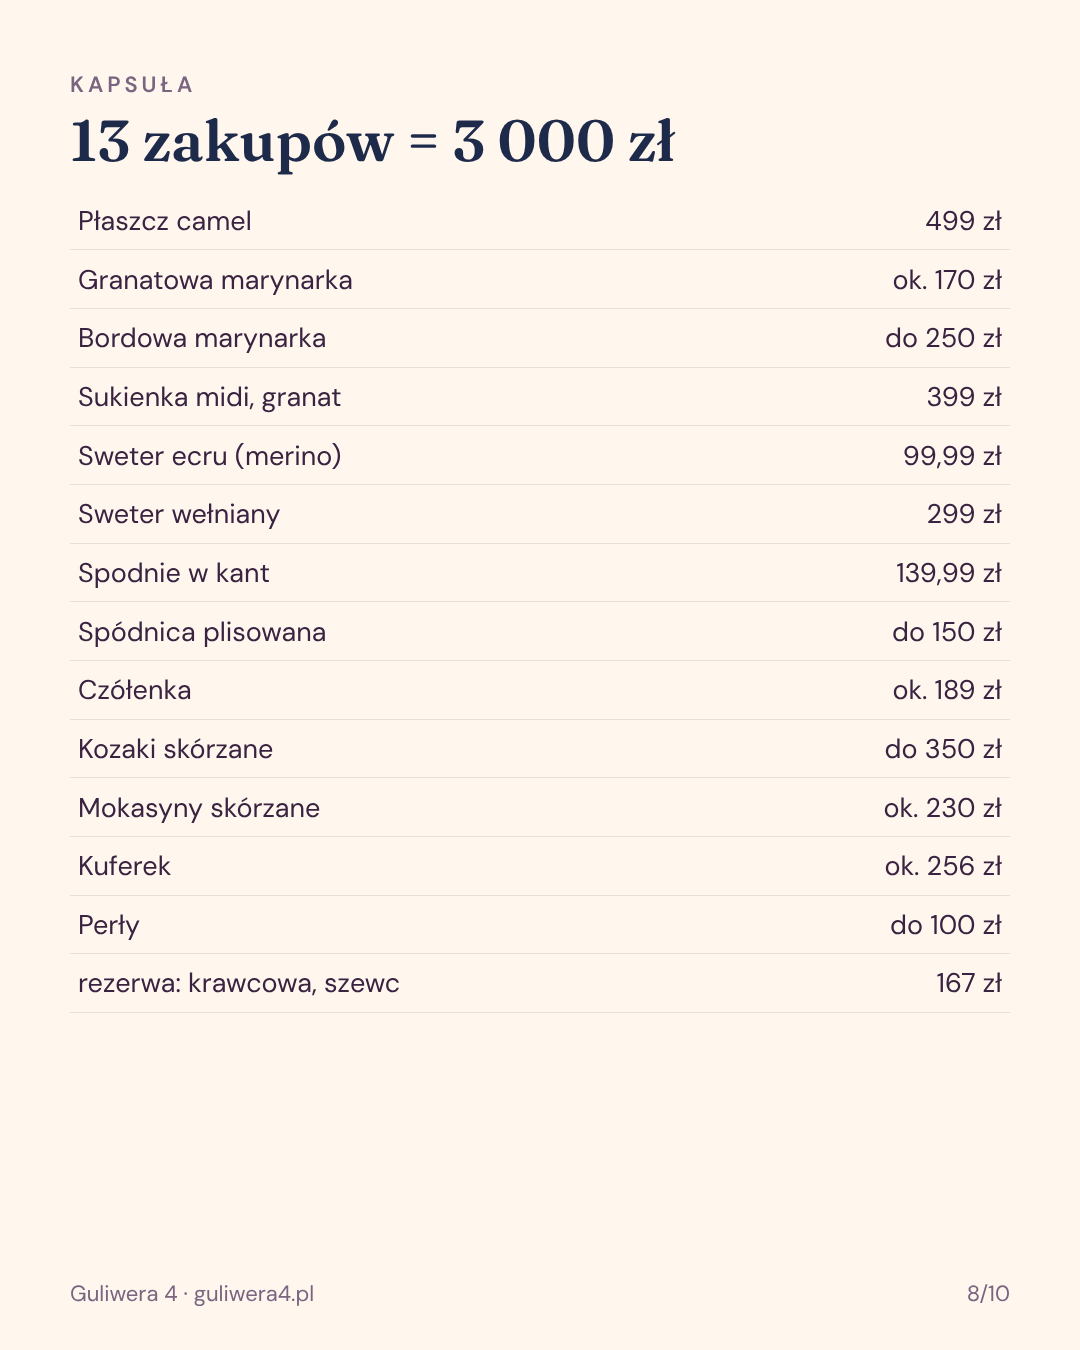 KAPSUŁA
13 zakupów = 3 000 zł
Płaszcz camel 499 zł
Granatowa marynarka ok. 170 zł
Bordowa marynarka do 250 zł
Sukienka midi, granat 399 zł
Sweter ecru (merino) 99,99 zł
Sweter wełniany 299 zł
Spodnie w kant 139,99 zł
Spódnica plisowana do 150 zł
Czółenka ok. 189 zł
Kozaki skórzane do 350 zł
Mokasyny skórzane ok. 230 zł
Kuferek ok. 256 zł
Perły do 100 zł
rezerwa: krawcowa, szewc 167 zł
Guliwera 4 · guliwera4.pl 8/10